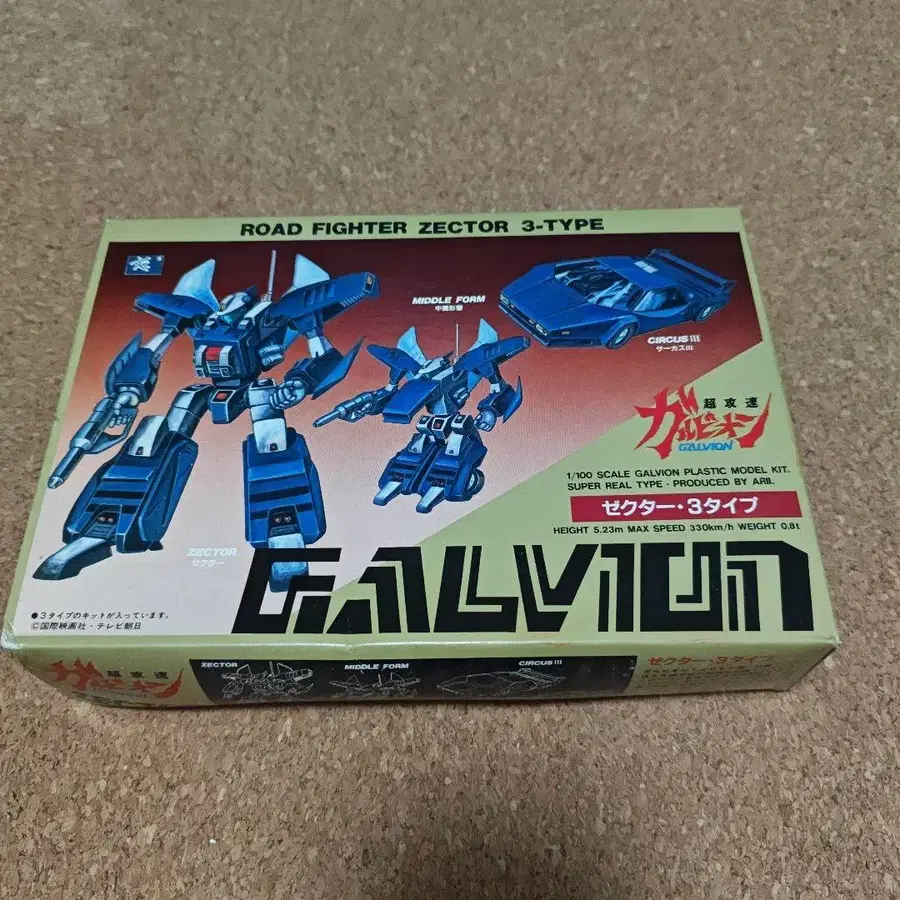 ROAD FIGHTER ZECTOR 3-TYPE
MIDDLE FORM
中間形態
CIRCUS III
サーカスIII
超攻速
ガルビオン
GALVION
1/100 SCALE GALVION PLASTIC MODEL KIT.
SUPER REAL TYPE・PRODUCED BY ARII.
ゼクター・3タイプ
HEIGHT 5.23m MAX SPEED 330km/h WEIGHT 0.8t
ZECTOR
ゼクター
GALVION
●3タイプのキットが入っています。
©国際映画社・テレビ朝日
超攻速
ガルビオン
ZECTOR
MIDDLE FORM
CIRCUS III
ゼクター・3タイプ